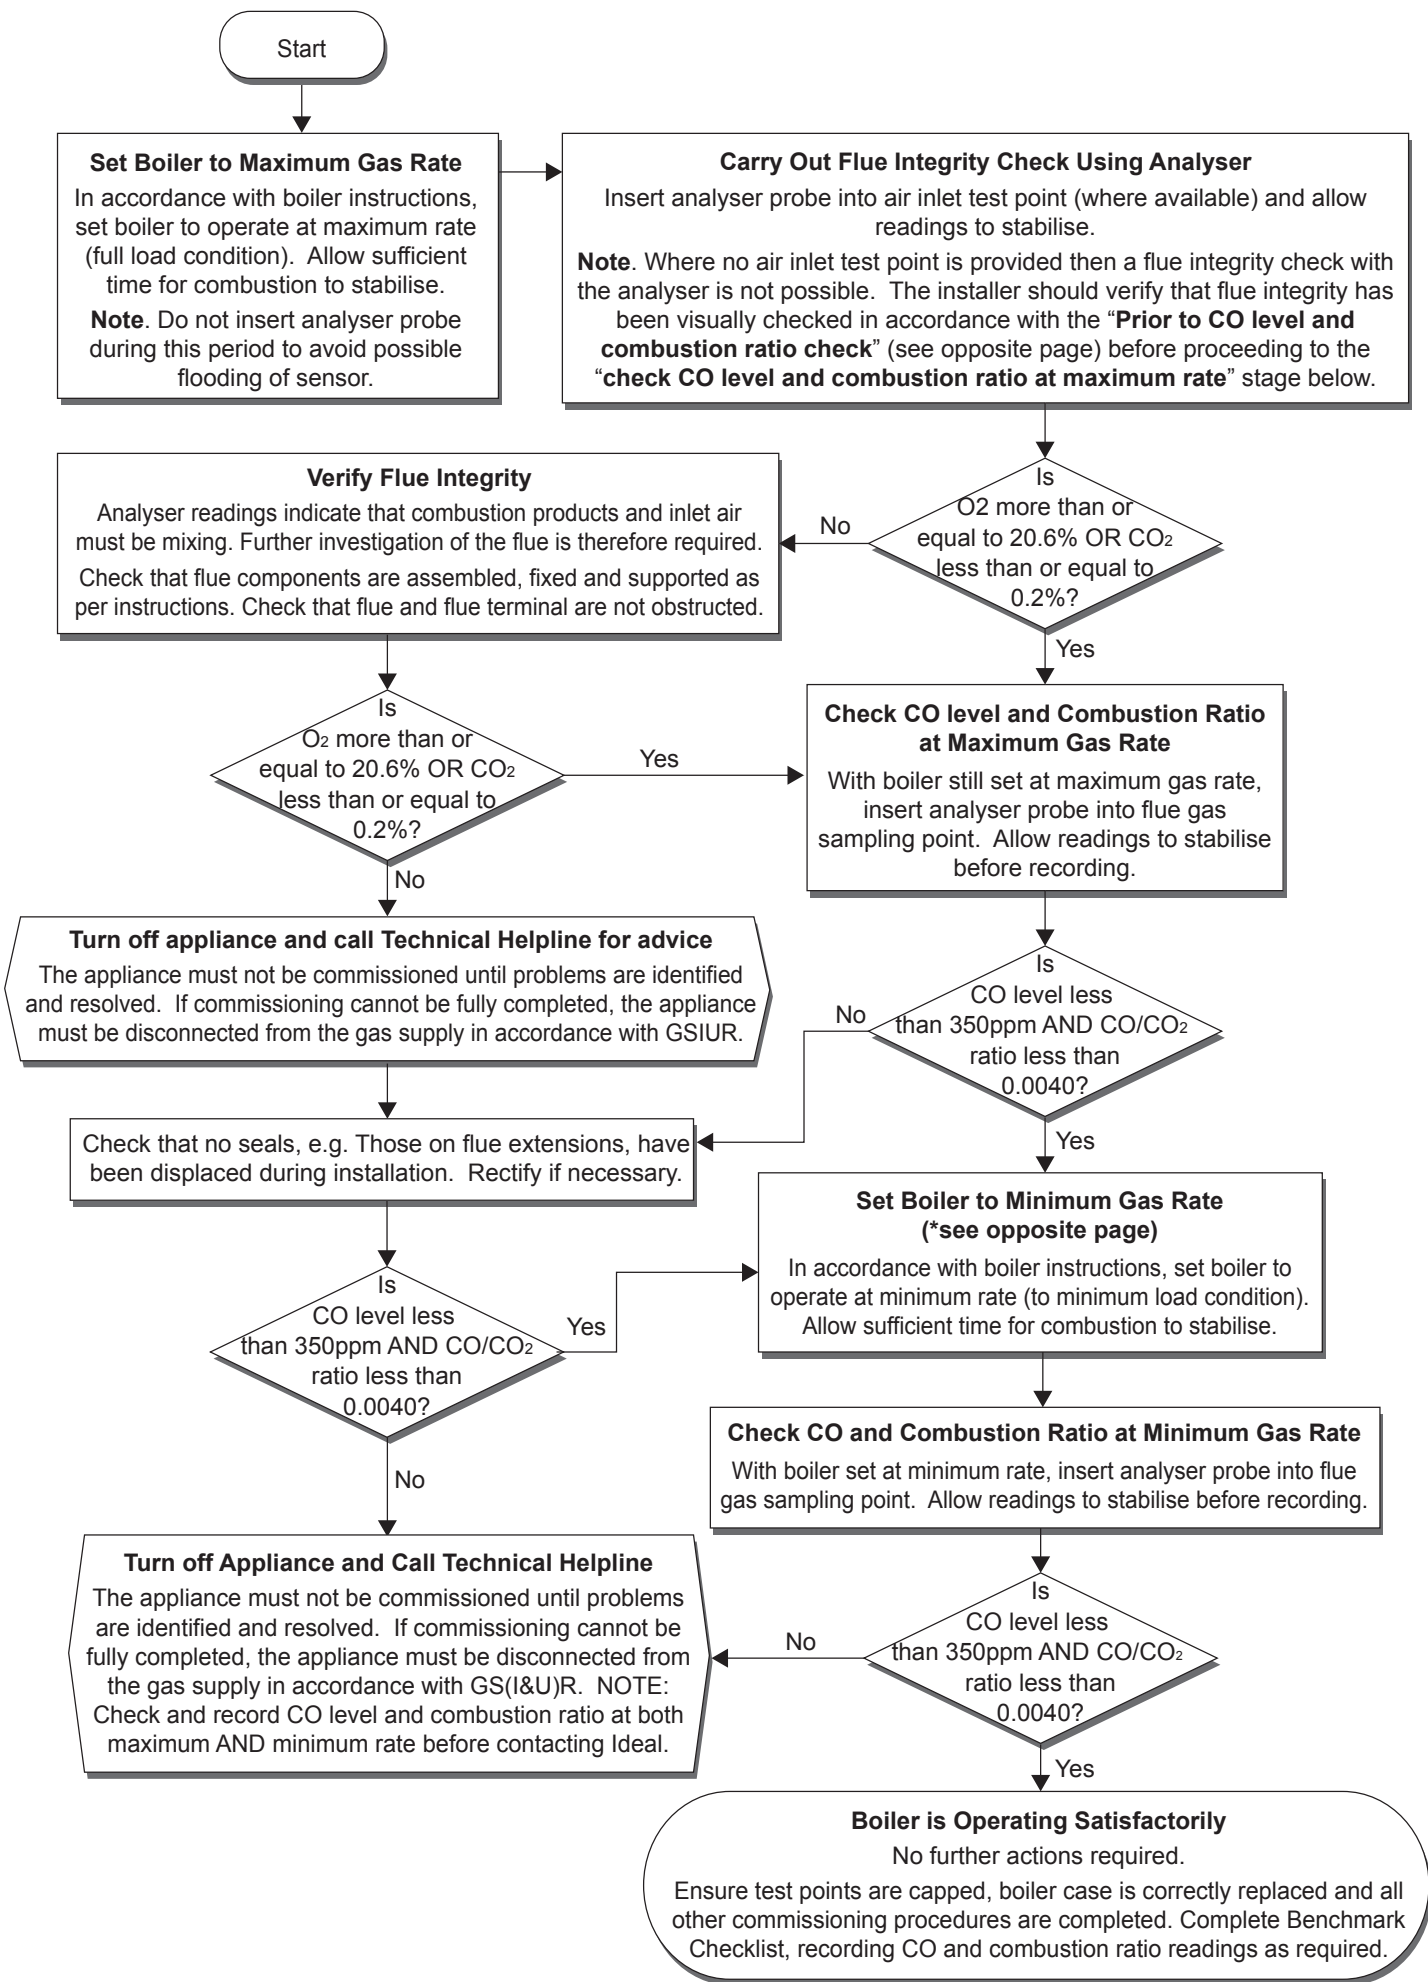 Start
Set Boiler to Maximum Gas Rate
In accordance with boiler instructions,
set boiler to operate at maximum rate
(full load condition).  Allow sufficient
time for combustion to stabilise.
Note. Do not insert analyser probe
during this period to avoid possible
flooding of sensor.
Carry Out Flue Integrity Check Using Analyser
Insert analyser probe into air inlet test point (where available) and allow
readings to stabilise.
Note. Where no air inlet test point is provided then a flue integrity check with
the analyser is not possible.  The installer should verify that flue integrity has
been visually checked in accordance with the “Prior to CO level and
combustion ratio check” (see opposite page) before proceeding to the
“check CO level and combustion ratio at maximum rate” stage below.
Is
O2 more than or
equal to 20.6% OR CO2
less than or equal to
0.2%?
No
Yes
Verify Flue Integrity
Analyser readings indicate that combustion products and inlet air
must be mixing. Further investigation of the flue is therefore required.
Check that flue components are assembled, fixed and supported as
per instructions. Check that flue and flue terminal are not obstructed.
Is
O2 more than or
equal to 20.6% OR CO2
less than or equal to
0.2%?
Yes
No
Check CO level and Combustion Ratio
at Maximum Gas Rate
With boiler still set at maximum gas rate,
insert analyser probe into flue gas
sampling point.  Allow readings to stabilise
before recording.
Turn off appliance and call Technical Helpline for advice
The appliance must not be commissioned until problems are identified
and resolved.  If commissioning cannot be fully completed, the appliance
must be disconnected from the gas supply in accordance with GSIUR.
Is
CO level less
than 350ppm AND CO/CO2
ratio less than
0.0040?
No
Yes
Check that no seals, e.g. Those on flue extensions, have
been displaced during installation.  Rectify if necessary.
Set Boiler to Minimum Gas Rate
(*see opposite page)
In accordance with boiler instructions, set boiler to
operate at minimum rate (to minimum load condition).
Allow sufficient time for combustion to stabilise.
Is
CO level less
than 350ppm AND CO/CO2
ratio less than
0.0040?
Yes
No
Check CO and Combustion Ratio at Minimum Gas Rate
With boiler set at minimum rate, insert analyser probe into flue
gas sampling point.  Allow readings to stabilise before recording.
Turn off Appliance and Call Technical Helpline
The appliance must not be commissioned until problems
are identified and resolved.  If commissioning cannot be
fully completed, the appliance must be disconnected from
the gas supply in accordance with GS(I&U)R.  NOTE:
Check and record CO level and combustion ratio at both
maximum AND minimum rate before contacting Ideal.
Is
CO level less
than 350ppm AND CO/CO2
ratio less than
0.0040?
No
Yes
Boiler is Operating Satisfactorily
No further actions required.
Ensure test points are capped, boiler case is correctly replaced and all
other commissioning procedures are completed. Complete Benchmark
Checklist, recording CO and combustion ratio readings as required.